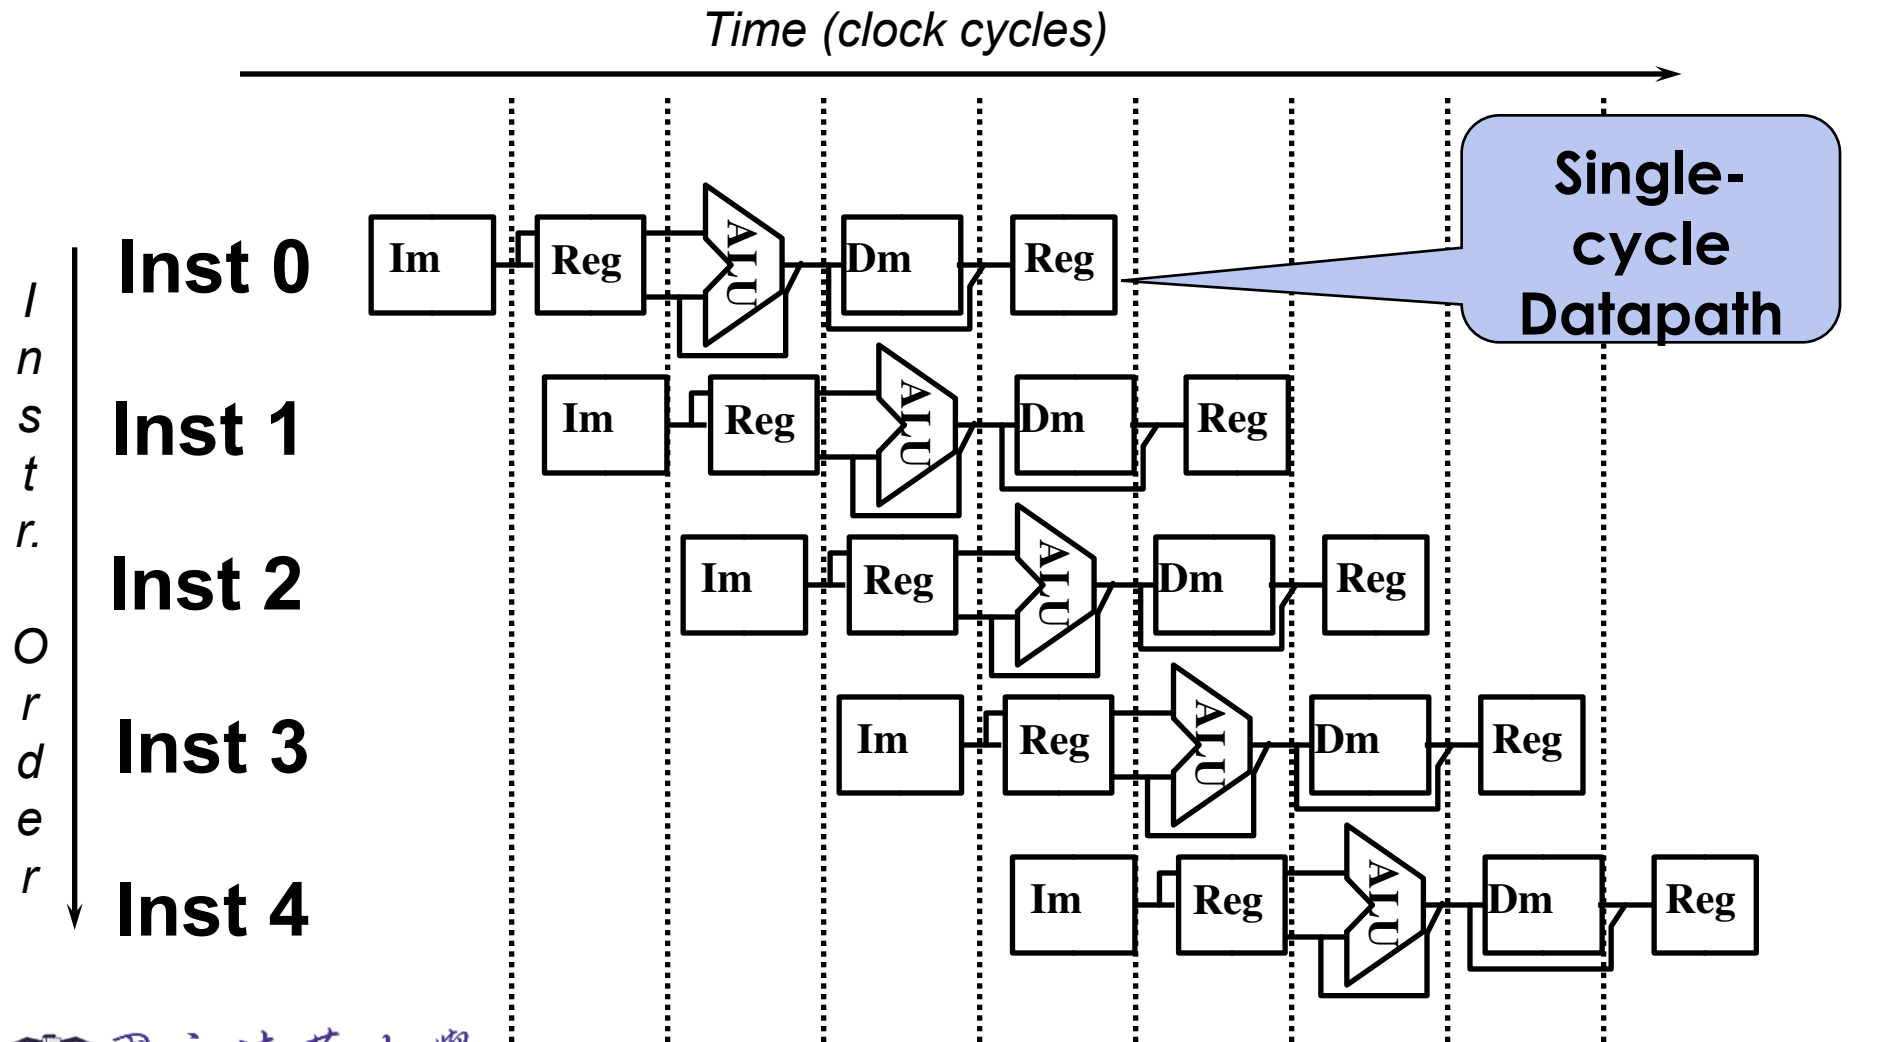 Time (clock cycles)
Single-
cycle
Datapath
Instr. Order
Inst 0
Im
Reg
ALU
Dm
Reg
Inst 1
Im
Reg
ALU
Dm
Reg
Inst 2
Im
Reg
ALU
Dm
Reg
Inst 3
Im
Reg
ALU
Dm
Reg
Inst 4
Im
Reg
ALU
Dm
Reg